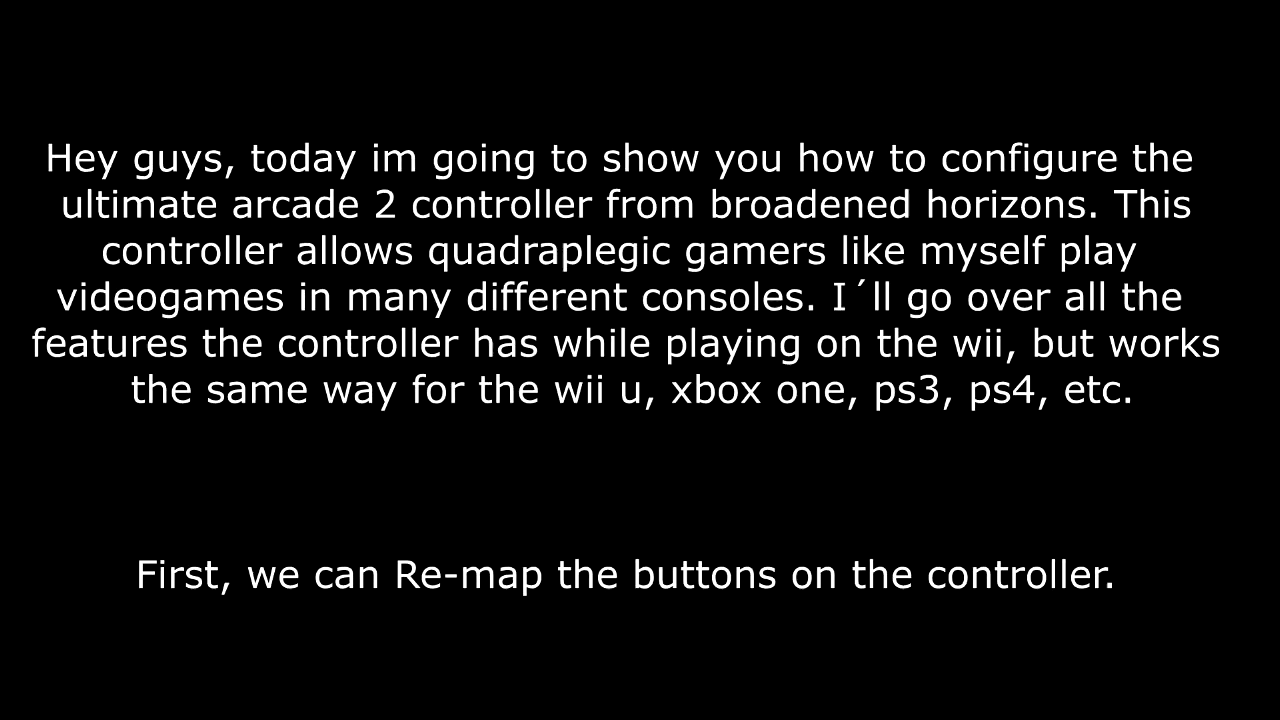 Hey guys, today im going to show you how to configure the
ultimate arcade 2 controller from broadened horizons. This
controller allows quadraplegic gamers like myself play
videogames in many different consoles. I´ll go over all the
features the controller has while playing on the wii, but works
the same way for the wii u, xbox one, ps3, ps4, etc.
First, we can Re-map the buttons on the controller.